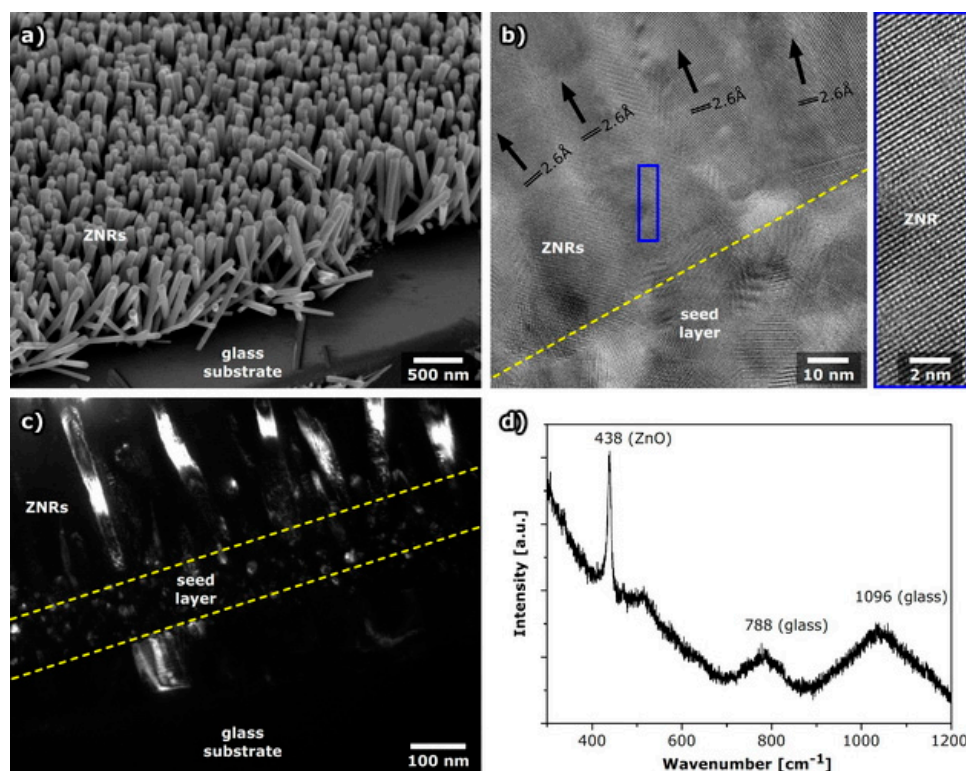 a)
ZNRs
glass
substrate
500 nm
b)
2.6Å
2.6Å
2.6Å
2.6Å
ZNRs
seed
layer
10 nm
ZNR
2 nm
c)
ZNRs
seed
layer
glass
substrate
100 nm
d)
438 (ZnO)
788 (glass)
1096 (glass)
Intensity [a.u.]
400 600 800 1000 1200
Wavenumber [cm⁻¹]